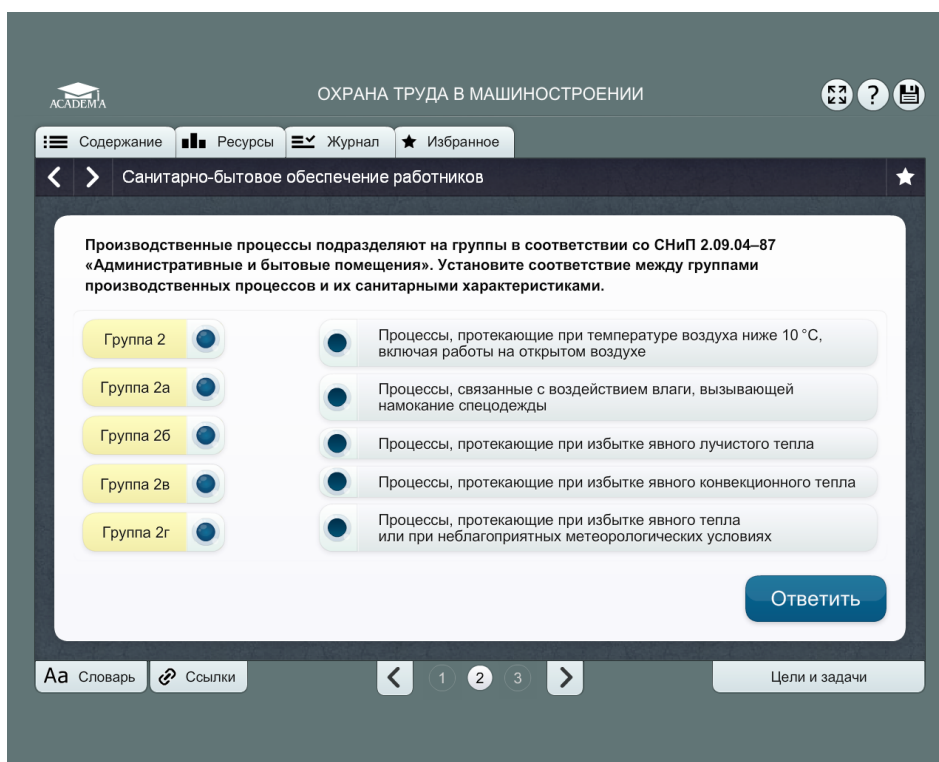 ACADEM'A
ОХРАНА ТРУДА В МАШИНОСТРОЕНИИ
?
Содержание
Ресурсы
Журнал
Избранное
Санитарно-бытовое обеспечение работников
Производственные процессы подразделяют на группы в соответствии со СНиП 2.09.04–87
«Административные и бытовые помещения». Установите соответствие между группами
производственных процессов и их санитарными характеристиками.
Группа 2
Группа 2а
Группа 2б
Группа 2в
Группа 2г
Процессы, протекающие при температуре воздуха ниже 10 °С,
включая работы на открытом воздухе
Процессы, связанные с воздействием влаги, вызывающей
намокание спецодежды
Процессы, протекающие при избытке явного лучистого тепла
Процессы, протекающие при избытке явного конвекционного тепла
Процессы, протекающие при избытке явного тепла
или при неблагоприятных метеорологических условиях
Ответить
Аа Словарь
Ссылки
1 2 3
Цели и задачи